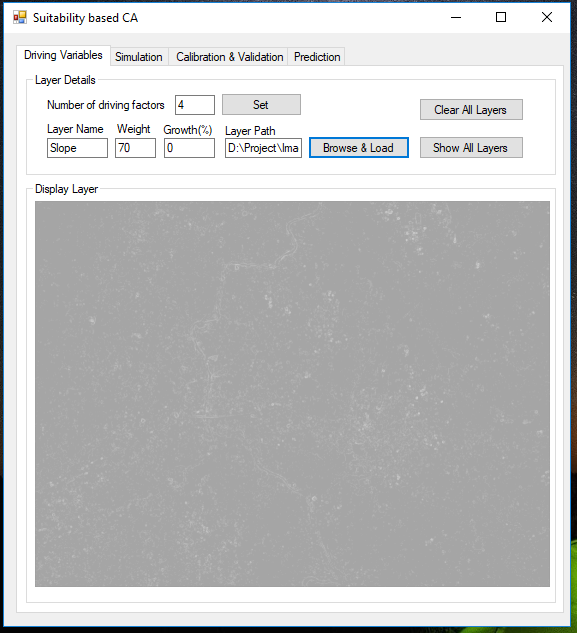 Suitability based CA
Driving Variables Simulation Calibration & Validation Prediction
Layer Details
Number of driving factors 4 Set Clear All Layers
Layer Name Weight Growth(%) Layer Path
Slope 70 0 D:\Project\Ima Browse & Load Show All Layers
Display Layer